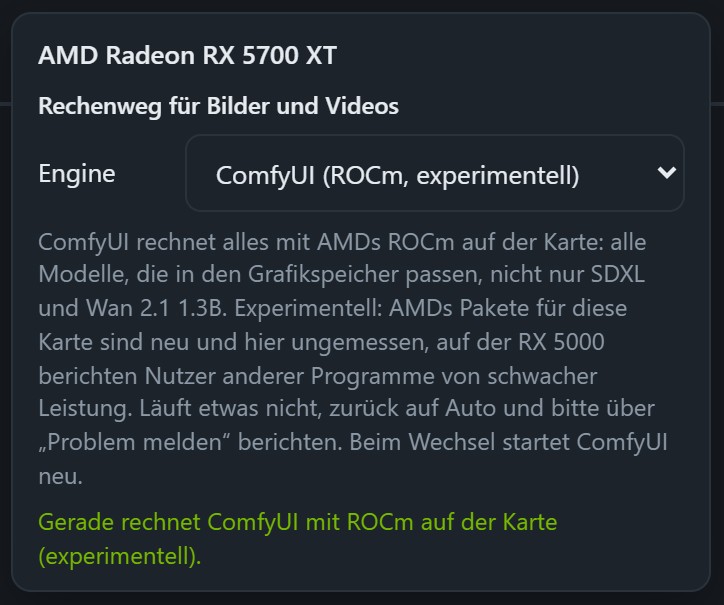 AMD Radeon RX 5700 XT
Rechenweg für Bilder und Videos
Engine
ComfyUI (ROCm, experimentell)
ComfyUI rechnet alles mit AMDs ROCm auf der Karte: alle
Modelle, die in den Grafikspeicher passen, nicht nur SDXL
und Wan 2.1 1.3B. Experimentell: AMDs Pakete für diese
Karte sind neu und hier ungemessen, auf der RX 5000
berichten Nutzer anderer Programme von schwacher
Leistung. Läuft etwas nicht, zurück auf Auto und bitte über
„Problem melden“ berichten. Beim Wechsel startet ComfyUI
neu.
Gerade rechnet ComfyUI mit ROCm auf der Karte
(experimentell).